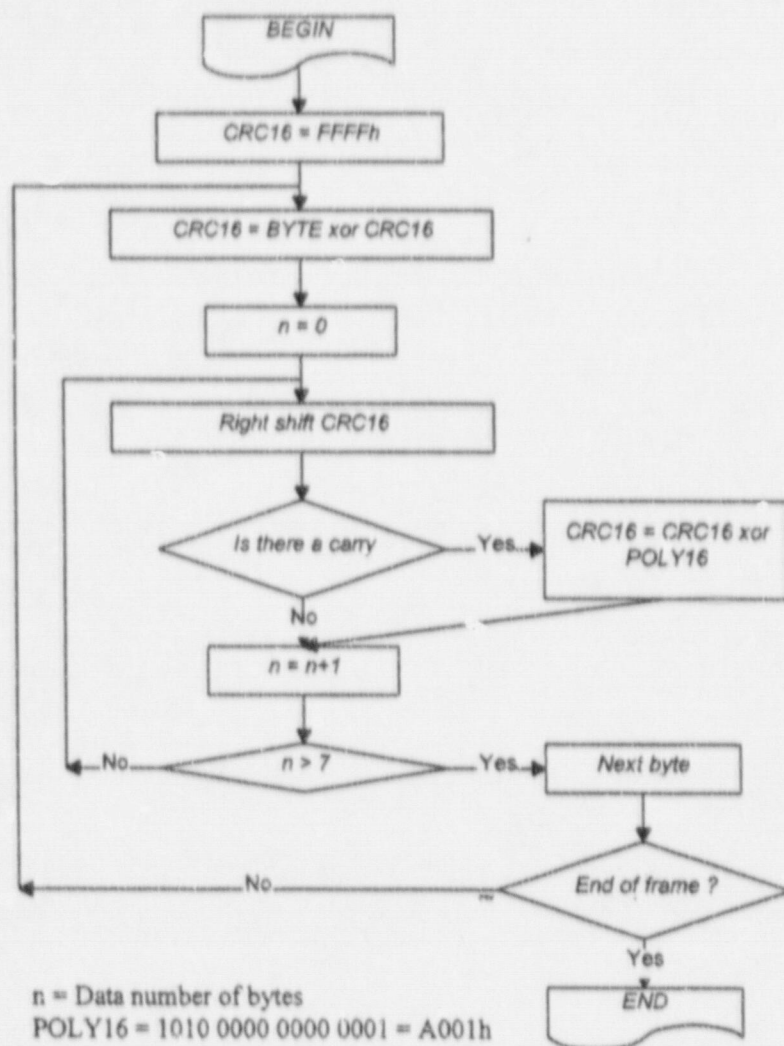 BEGIN
CRC16 = FFFFh
CRC16 = BYTE xor CRC16
n = 0
Right shift CRC16
Is there a carry
Yes
CRC16 = CRC16 xor
POLY16
No
n = n+1
No
n > 7
Yes
Next byte
No
End of frame ?
Yes
END
n = Data number of bytes
POLY16 = 1010 0000 0000 0001 = A001h